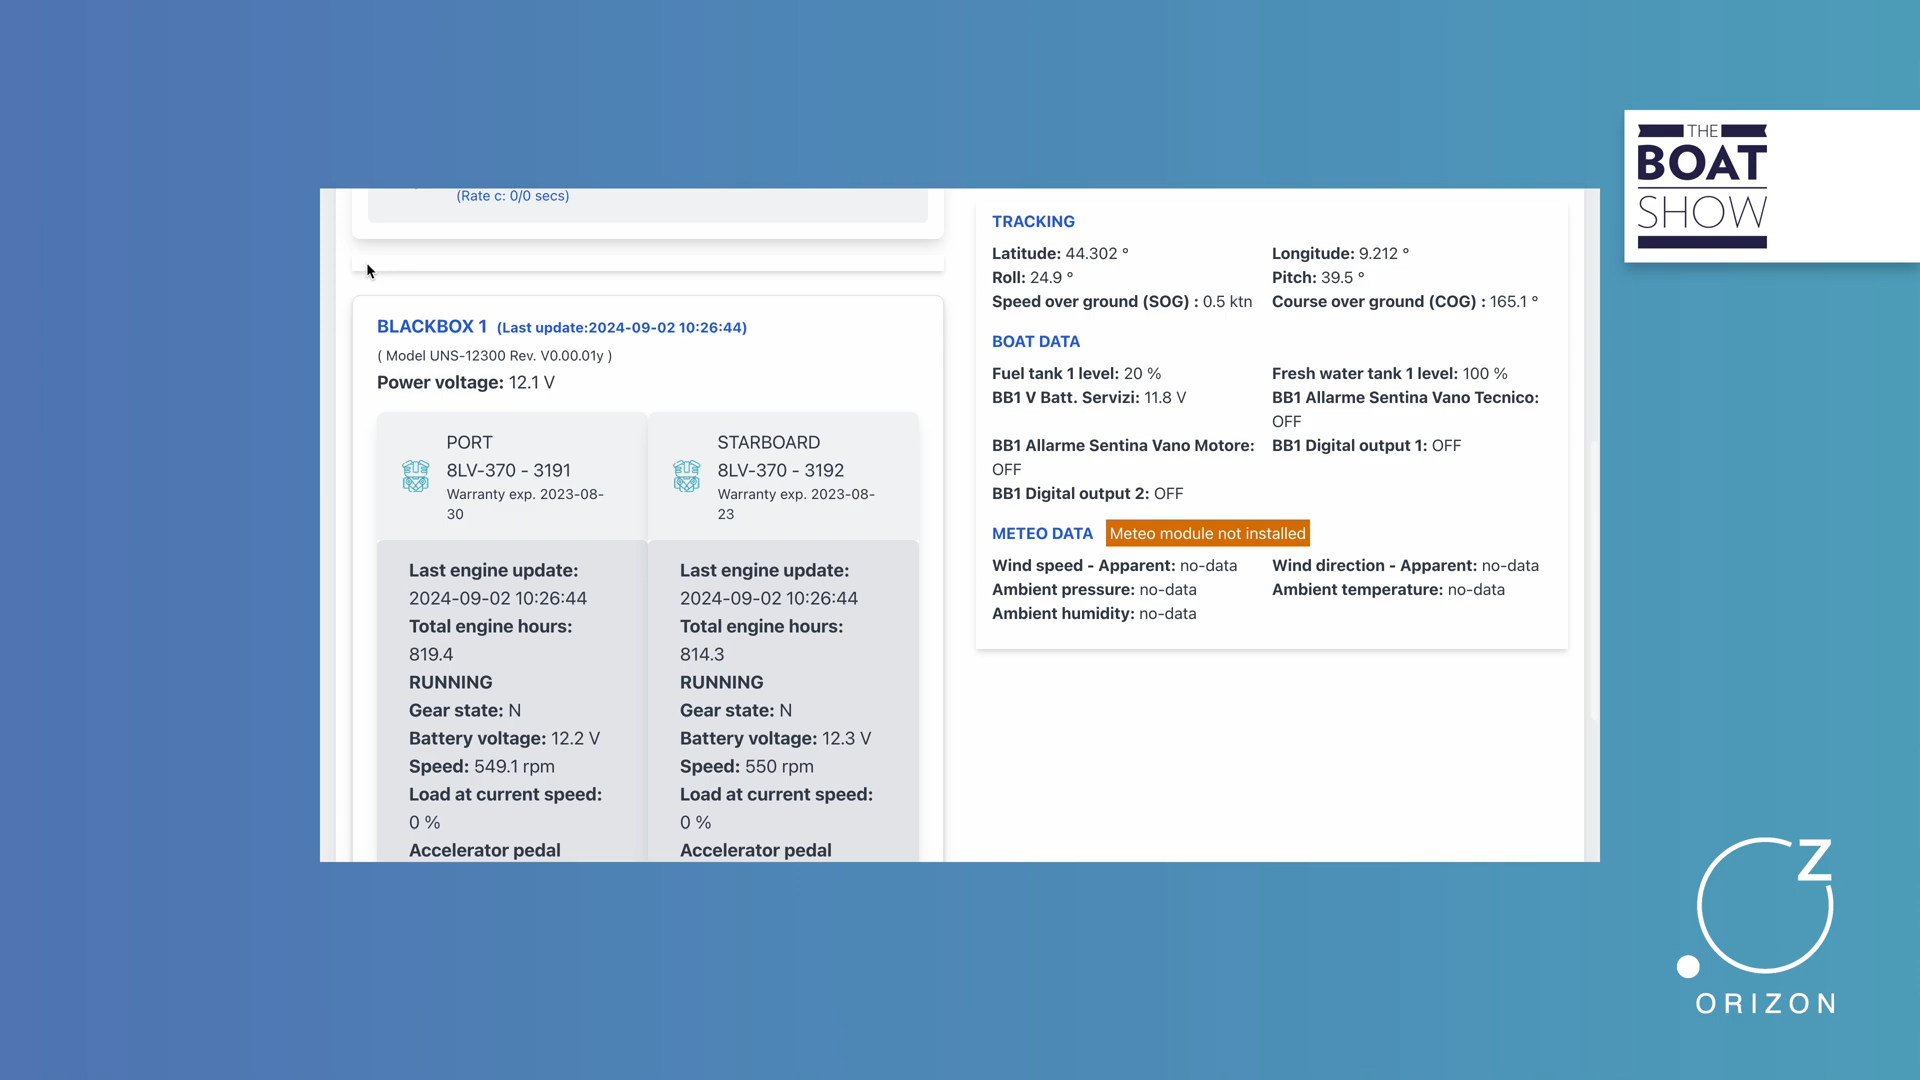 (Rate c: 0/0 secs)
BLACKBOX 1 (Last update:2024-09-02 10:26:44)
( Model UNS-12300 Rev. V0.00.01y )
Power voltage: 12.1 V
PORT
8LV-370 - 3191
Warranty exp. 2023-08-
30
Last engine update:
2024-09-02 10:26:44
Total engine hours:
819.4
RUNNING
Gear state: N
Battery voltage: 12.2 V
Speed: 549.1 rpm
Load at current speed:
0 %
Accelerator pedal
STARBOARD
8LV-370 - 3192
Warranty exp. 2023-08-
23
Last engine update:
2024-09-02 10:26:44
Total engine hours:
814.3
RUNNING
Gear state: N
Battery voltage: 12.3 V
Speed: 550 rpm
Load at current speed:
0 %
Accelerator pedal
TRACKING
Latitude: 44.302 º Longitude: 9.212 º
Roll: 24.9 º Pitch: 39.5 º
Speed over ground (SOG) : 0.5 ktn Course over ground (COG) : 165.1 º
BOAT DATA
Fuel tank 1 level: 20 % Fresh water tank 1 level: 100 %
BB1 V Batt. Servizi: 11.8 V BB1 Allarme Sentina Vano Tecnico:
OFF
BB1 Allarme Sentina Vano Motore: BB1 Digital output 1: OFF
OFF
BB1 Digital output 2: OFF
METEO DATA Meteo module not installed
Wind speed - Apparent: no-data Wind direction - Apparent: no-data
Ambient pressure: no-data Ambient temperature: no-data
Ambient humidity: no-data
THE
BOAT
SHOW
Z
ORIZON